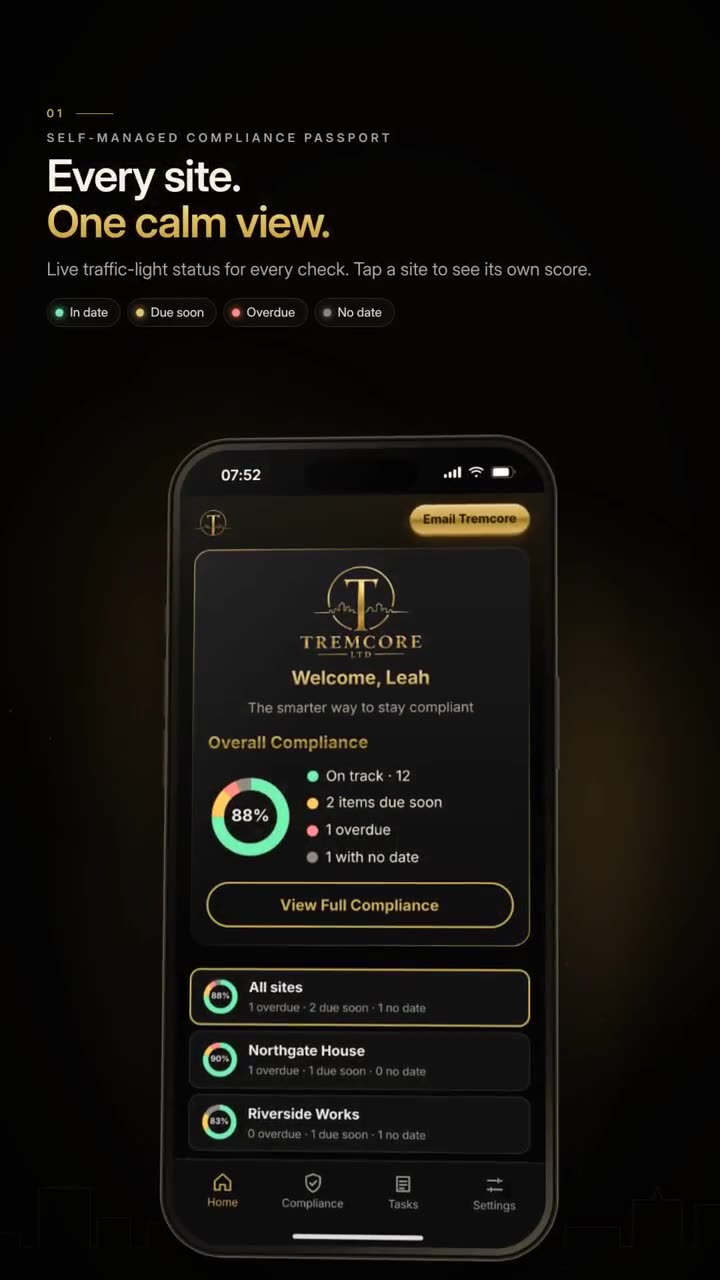 01
SELF-MANAGED COMPLIANCE PASSPORT
Every site.
One calm view.
Live traffic-light status for every check. Tap a site to see its own score.
In date
Due soon
Overdue
No date
07:52
T
Email Tremcore
T
TREMCORE
LTD
Welcome, Leah
The smarter way to stay compliant
Overall Compliance
88%
On track · 12
2 items due soon
1 overdue
1 with no date
View Full Compliance
88%
All sites
1 overdue · 2 due soon · 1 no date
90%
Northgate House
1 overdue · 1 due soon · 0 no date
83%
Riverside Works
0 overdue · 1 due soon · 1 no date
Home
Compliance
Tasks
Settings